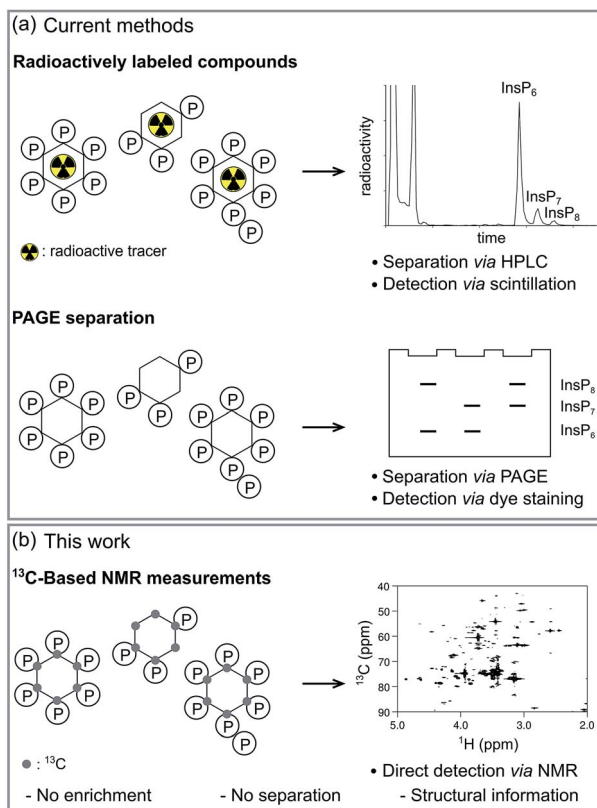 (a) Current methods
Radioactively labeled compounds
P P P P P P
P P P
P P P P P P P
: radioactive tracer
radioactivity
InsP₆
InsP₇
InsP₈
time
• Separation via HPLC
• Detection via scintillation
PAGE separation
P P P P P P
P P P
P P P P P P P
InsP₈
InsP₇
InsP₆
• Separation via PAGE
• Detection via dye staining
(b) This work
¹³C-Based NMR measurements
P P P P P P
P P P
P P P P P P P
: ¹³C
¹³C (ppm)
40
50
60
70
80
90
5.0 4.0 3.0 2.0
¹H (ppm)
• Direct detection via NMR
- No enrichment - No separation - Structural information